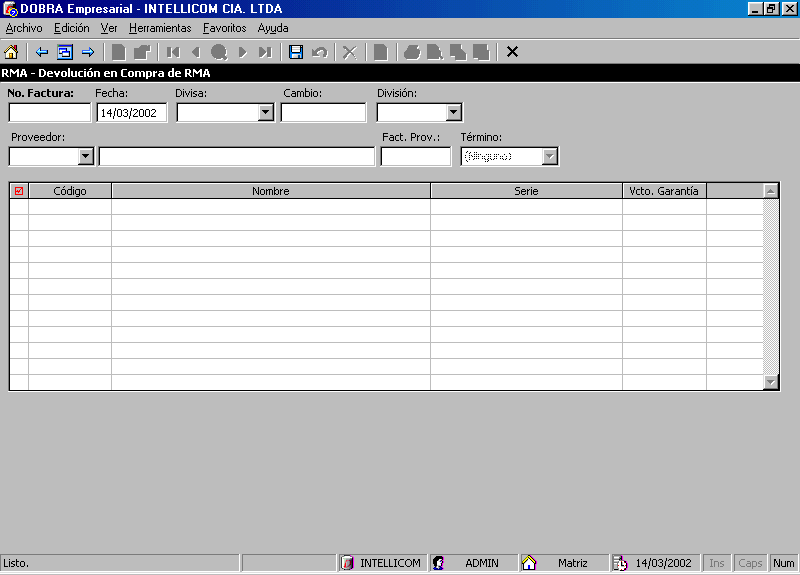 DOBRA Empresarial - INTELLICOM CIA. LTDA
Archivo Edición Ver Herramientas Favoritos Ayuda
RMA - Devolución en Compra de RMA
No. Factura: Fecha: Divisa: Cambio: División:
14/03/2002
Proveedor: Fact. Prov.: Término:
(Ninguno)
Código Nombre Serie Vcto. Garantía
Listo. INTELLICOM ADMIN Matriz 14/03/2002 Ins Caps Num